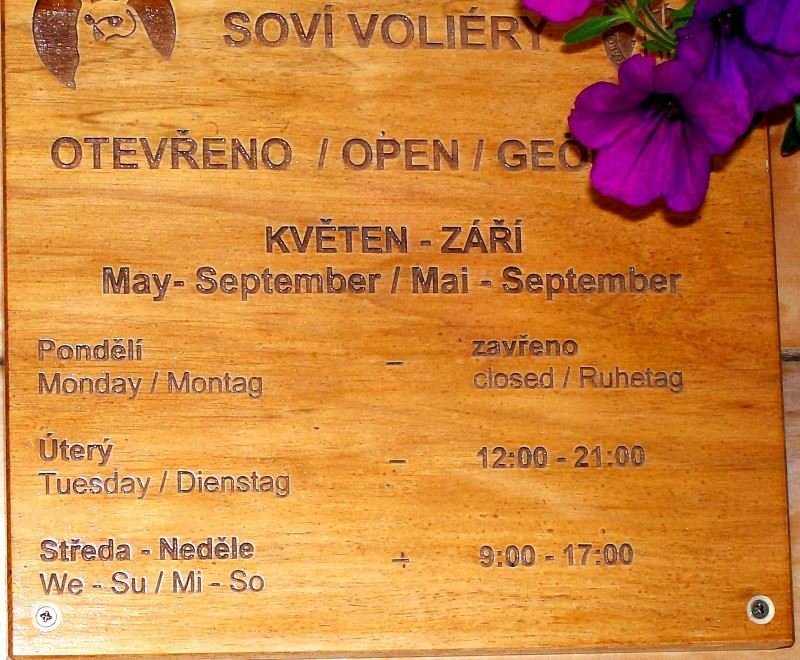 SOVÍ VOLIÉRY
OTEVŘENO / OPEN /
KVĚTEN - ZÁŘÍ
May- September / Mai - September
Pondělí – zavřeno
Monday / Montag closed / Ruhetag
Úterý – 12:00 - 21:00
Tuesday / Dienstag
Středa - Neděle ÷ 9:00 - 17:00
We - Su / Mi - So